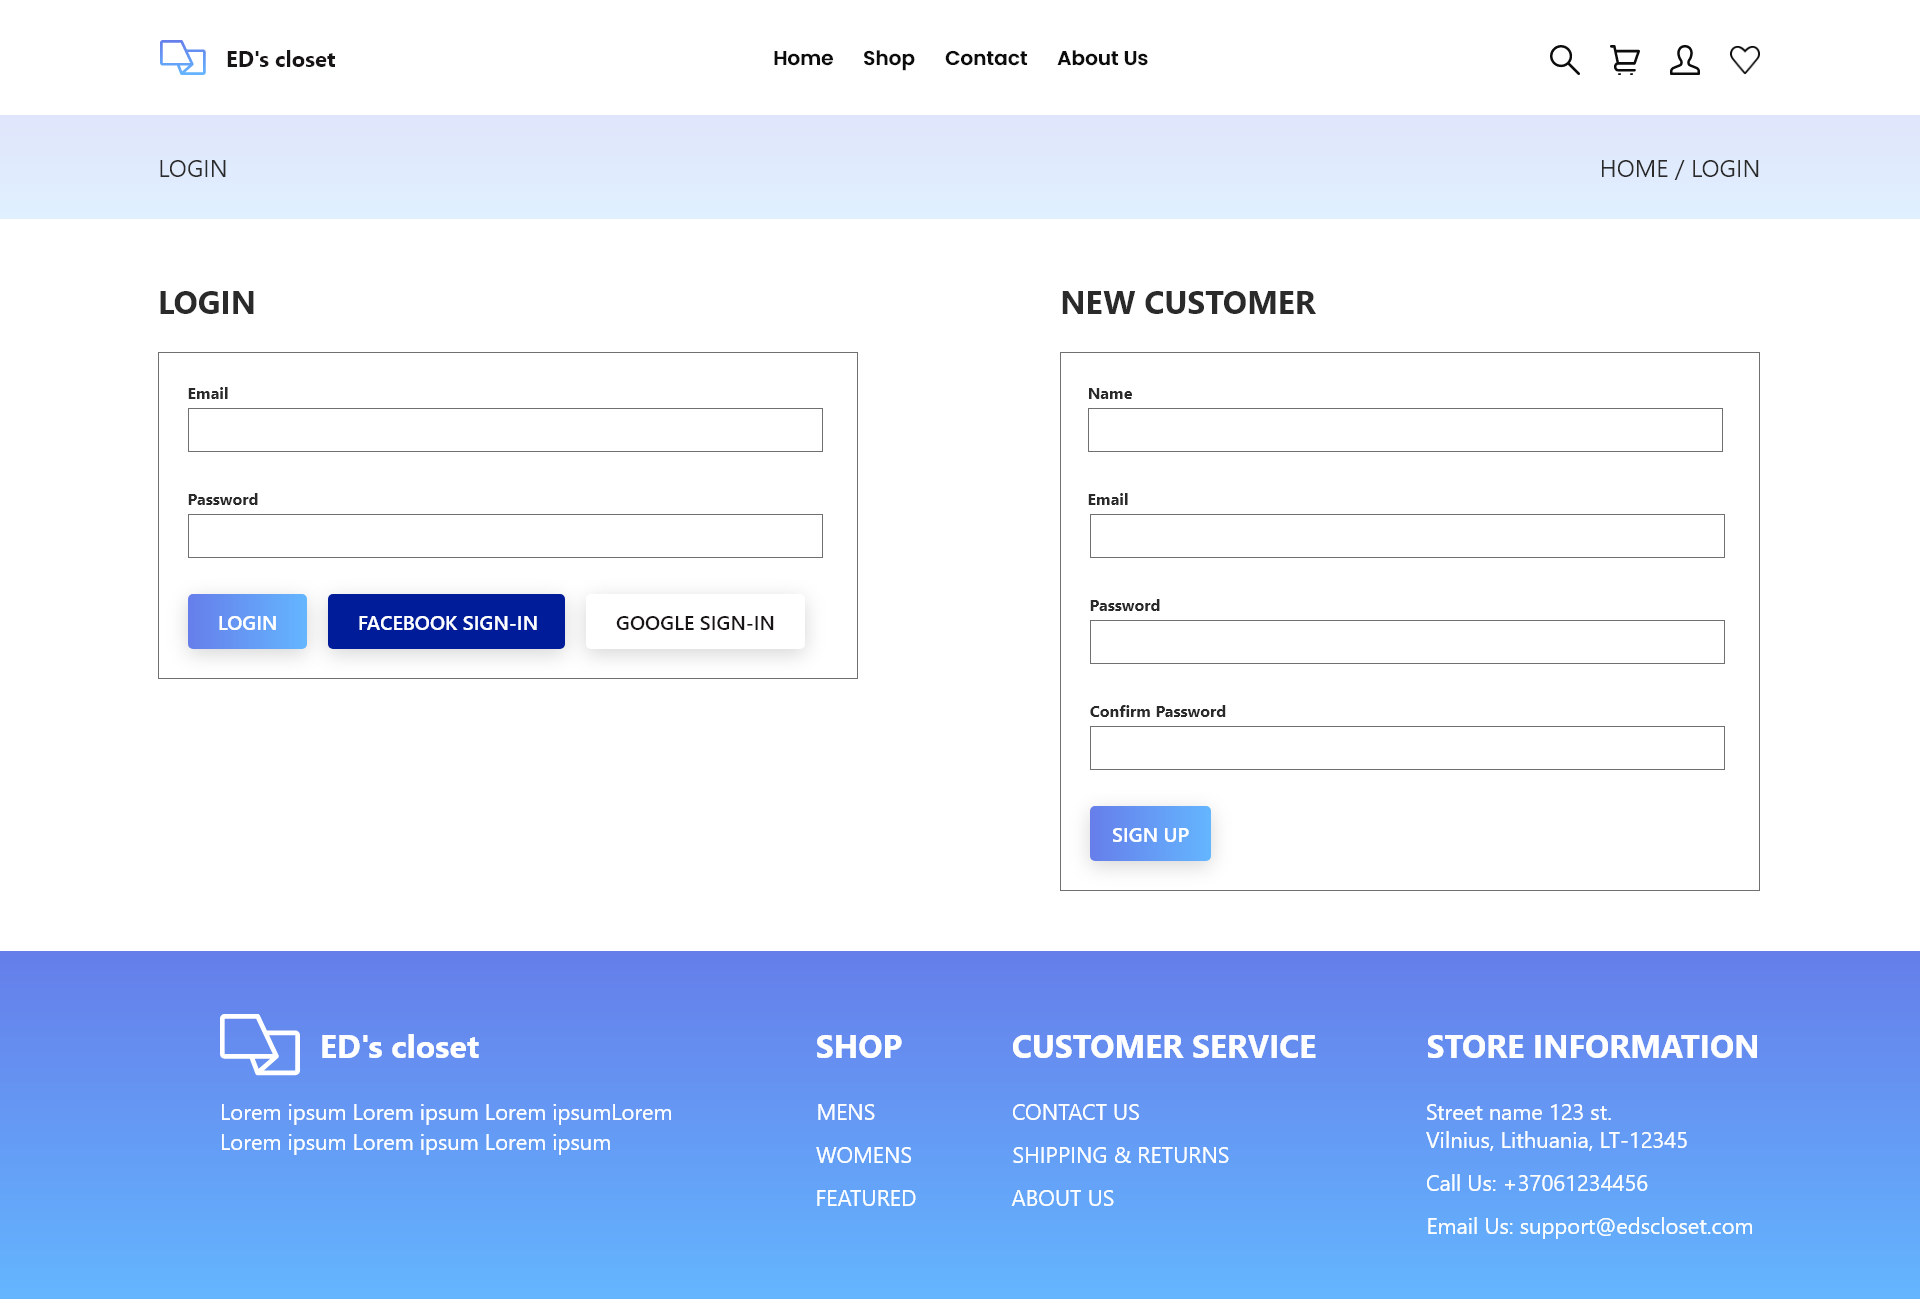 ED's closet
Home Shop Contact About Us
LOGIN
HOME / LOGIN
LOGIN
Email
Password
LOGIN FACEBOOK SIGN-IN GOOGLE SIGN-IN
NEW CUSTOMER
Name
Email
Password
Confirm Password
SIGN UP
ED's closet
Lorem ipsum Lorem ipsum Lorem ipsumLorem
Lorem ipsum Lorem ipsum Lorem ipsum
SHOP
MENS
WOMENS
FEATURED
CUSTOMER SERVICE
CONTACT US
SHIPPING & RETURNS
ABOUT US
STORE INFORMATION
Street name 123 st.
Vilnius, Lithuania, LT-12345
Call Us: +37061234456
Email Us: support@edscloset.com